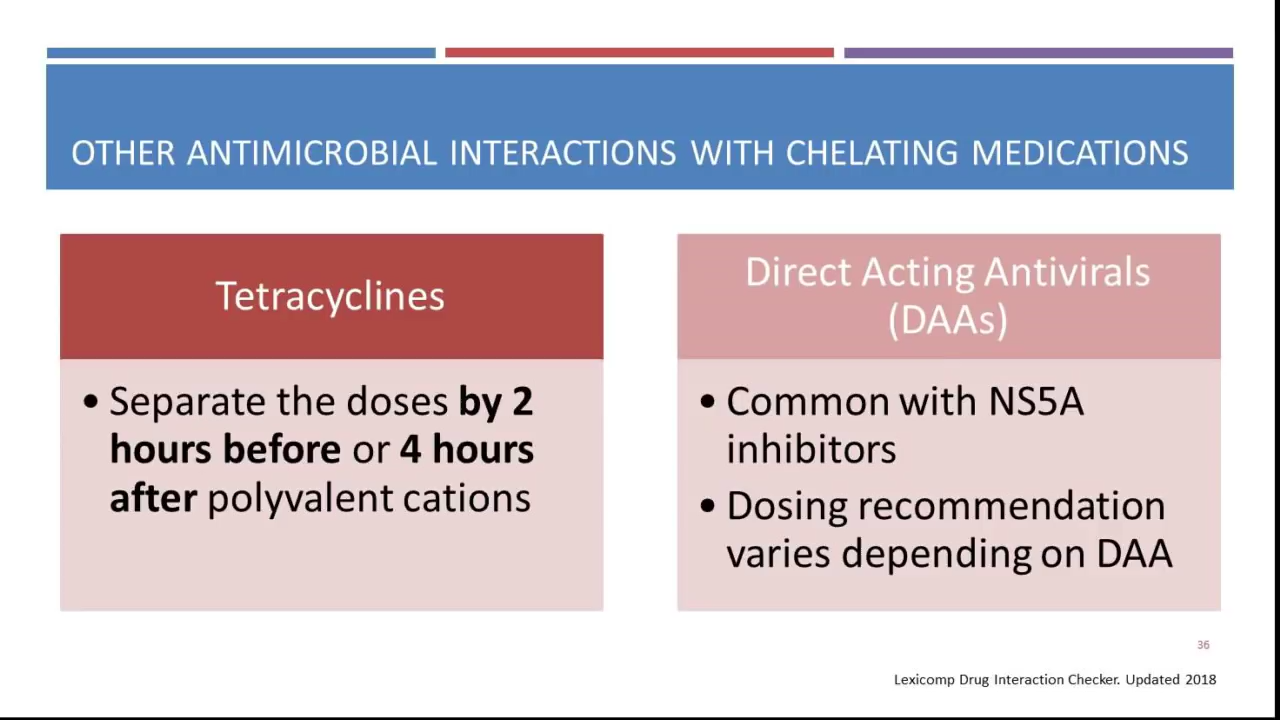 OTHER ANTIMICROBIAL INTERACTIONS WITH CHELATING MEDICATIONS
Tetracyclines
• Separate the doses by 2
hours before or 4 hours
after polyvalent cations
Direct Acting Antivirals
(DAAs)
• Common with NS5A
inhibitors
• Dosing recommendation
varies depending on DAA
36
Lexicomp Drug Interaction Checker. Updated 2018